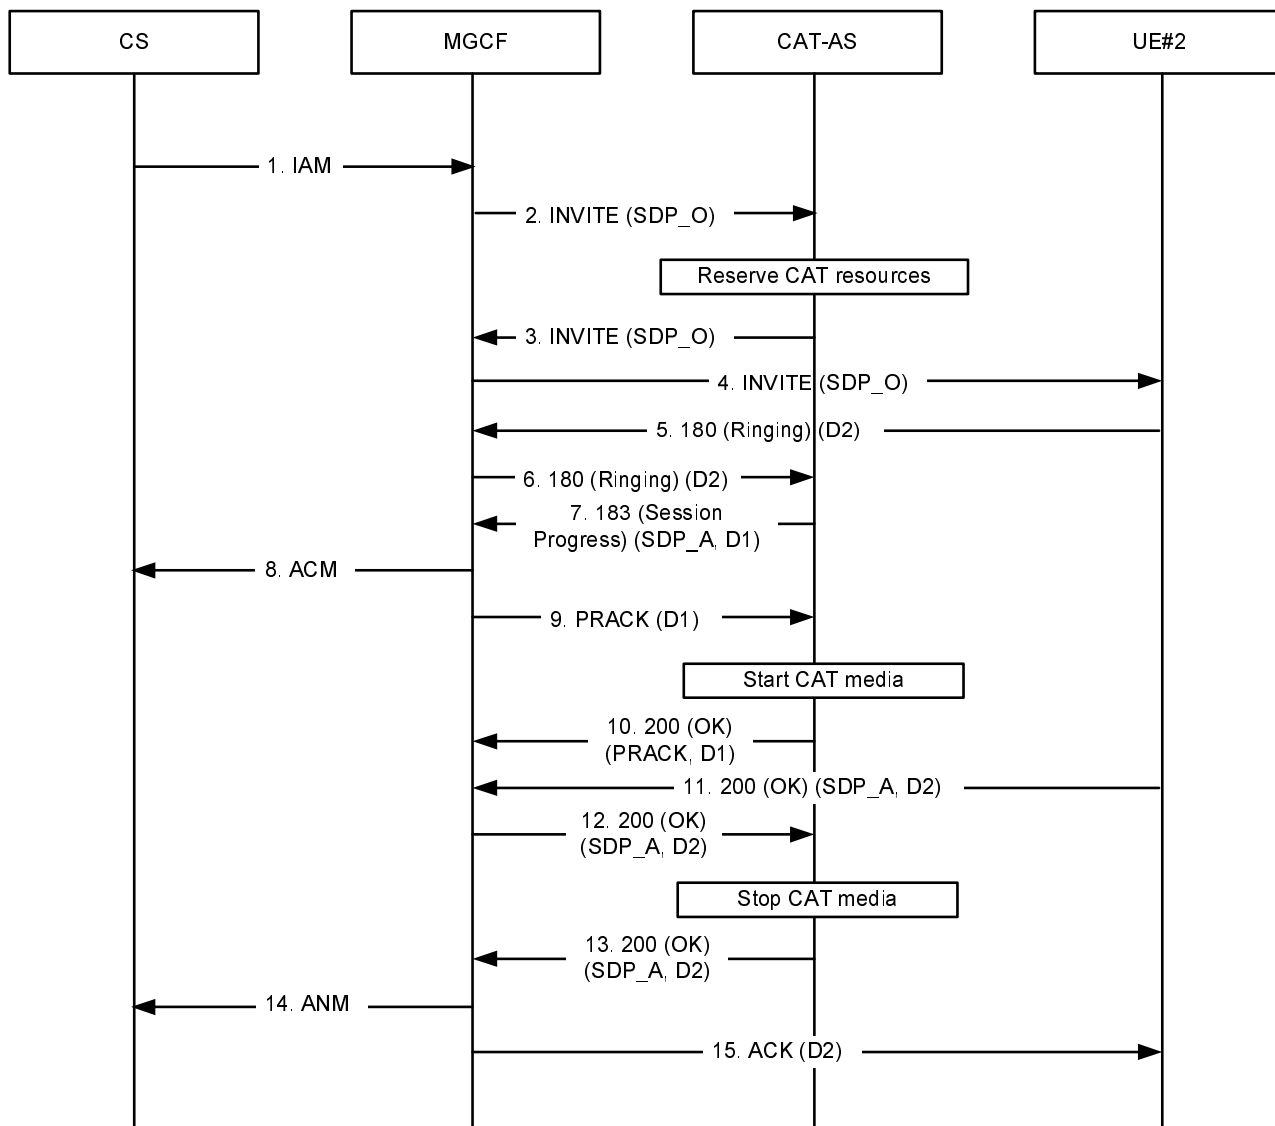 CS
MGCF
CAT-AS
UE#2
1. IAM
2. INVITE (SDP_O)
Reserve CAT resources
3. INVITE (SDP_O)
4. INVITE (SDP_O)
5. 180 (Ringing) (D2)
6. 180 (Ringing) (D2)
7. 183 (Session
Progress) (SDP_A, D1)
8. ACM
9. PRACK (D1)
Start CAT media
10. 200 (OK)
(PRACK, D1)
11. 200 (OK) (SDP_A, D2)
12. 200 (OK)
(SDP_A, D2)
Stop CAT media
13. 200 (OK)
(SDP_A, D2)
14. ANM
15. ACK (D2)